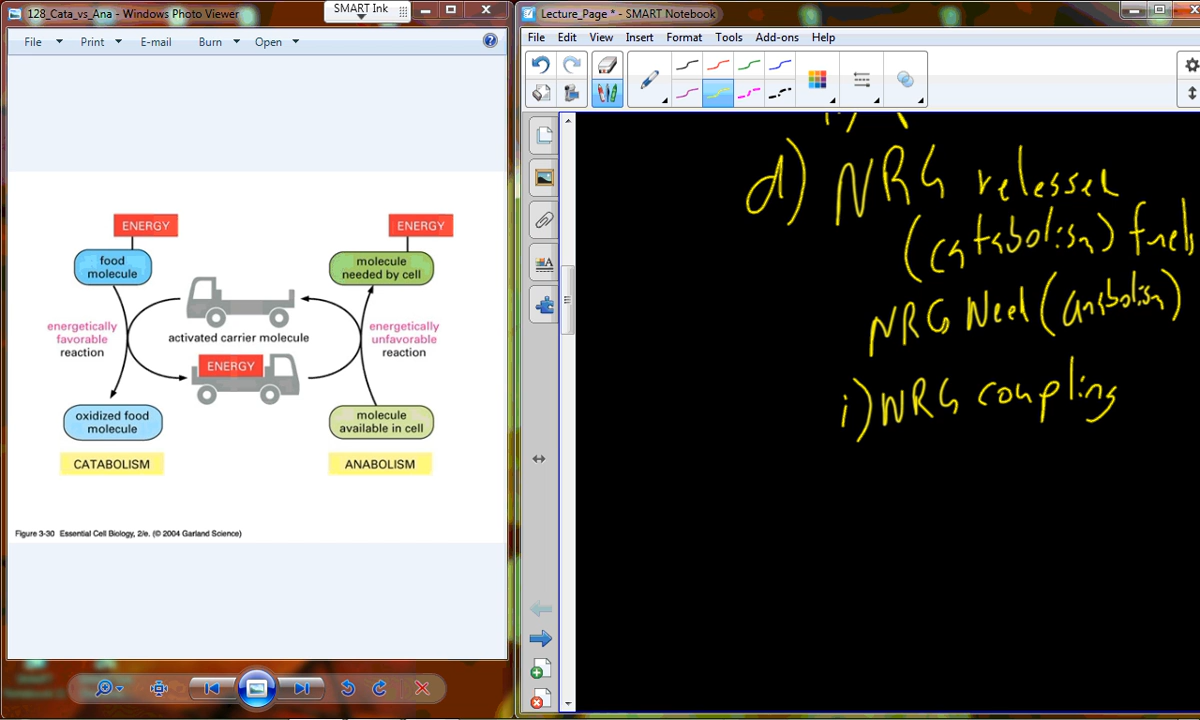 128_Cata_vs_Ana - Windows Photo Viewer
SMART Ink
File Print E-mail Burn Open
ENERGY
food
molecule
energetically
favorable
reaction
oxidized food
molecule
CATABOLISM
activated carrier molecule
ENERGY
ENERGY
molecule
needed by cell
energetically
unfavorable
reaction
molecule
available in cell
ANABOLISM
Figure 3-30 Essential Cell Biology, 2/e. (© 2004 Garland Science)
Lecture_Page * - SMART Notebook
File Edit View Insert Format Tools Add-ons Help
d) NRG released
(catabolism) fuels
NRG Need (anabolism)
i) NRG coupling